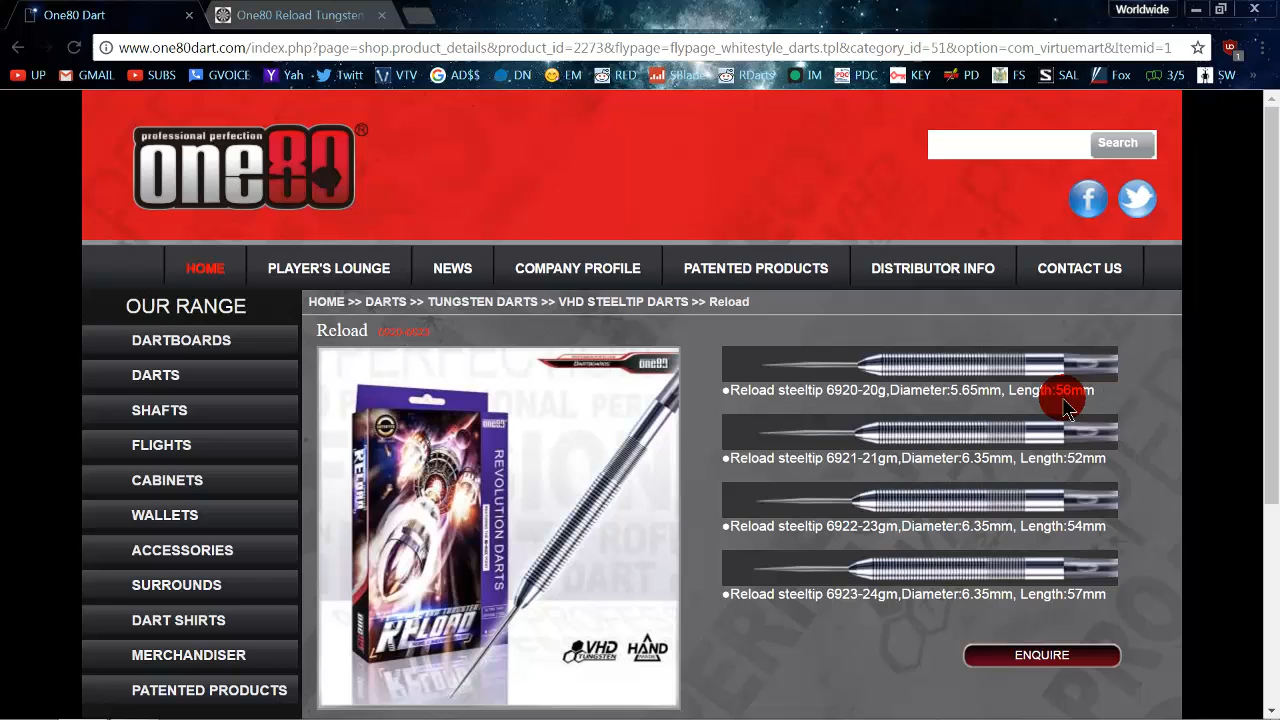 One80 Dart
One80 Reload Tungsten
Worldwide
www.one80dart.com/index.php?page=shop.product_details&product_id=2273&flypage=flypage_whitestyle_darts.tpl&category_id=51&option=com_virtuemart&Itemid=1
UP GMAIL SUBS GVOICE Yah Twitt VTV AD$$ DN EM RED SBlade RDarts IM PDC KEY PD FS SAL Fox 3/5 SW »
professional perfection
one80®
Search
HOME PLAYER'S LOUNGE NEWS COMPANY PROFILE PATENTED PRODUCTS DISTRIBUTOR INFO CONTACT US
OUR RANGE
DARTBOARDS
DARTS
SHAFTS
FLIGHTS
CABINETS
WALLETS
ACCESSORIES
SURROUNDS
DART SHIRTS
MERCHANDISER
PATENTED PRODUCTS
HOME >> DARTS >> TUNGSTEN DARTS >> VHD STEELTIP DARTS >> Reload
Reload 6920-6923
one80
one80
REVOLUTION DARTS
RELOAD
RELOAD
VHD
TUNGSTEN
HAND
MADE
●Reload steeltip 6920-20g,Diameter:5.65mm, Length:56mm
●Reload steeltip 6921-21gm,Diameter:6.35mm, Length:52mm
●Reload steeltip 6922-23gm,Diameter:6.35mm, Length:54mm
●Reload steeltip 6923-24gm,Diameter:6.35mm, Length:57mm
ENQUIRE